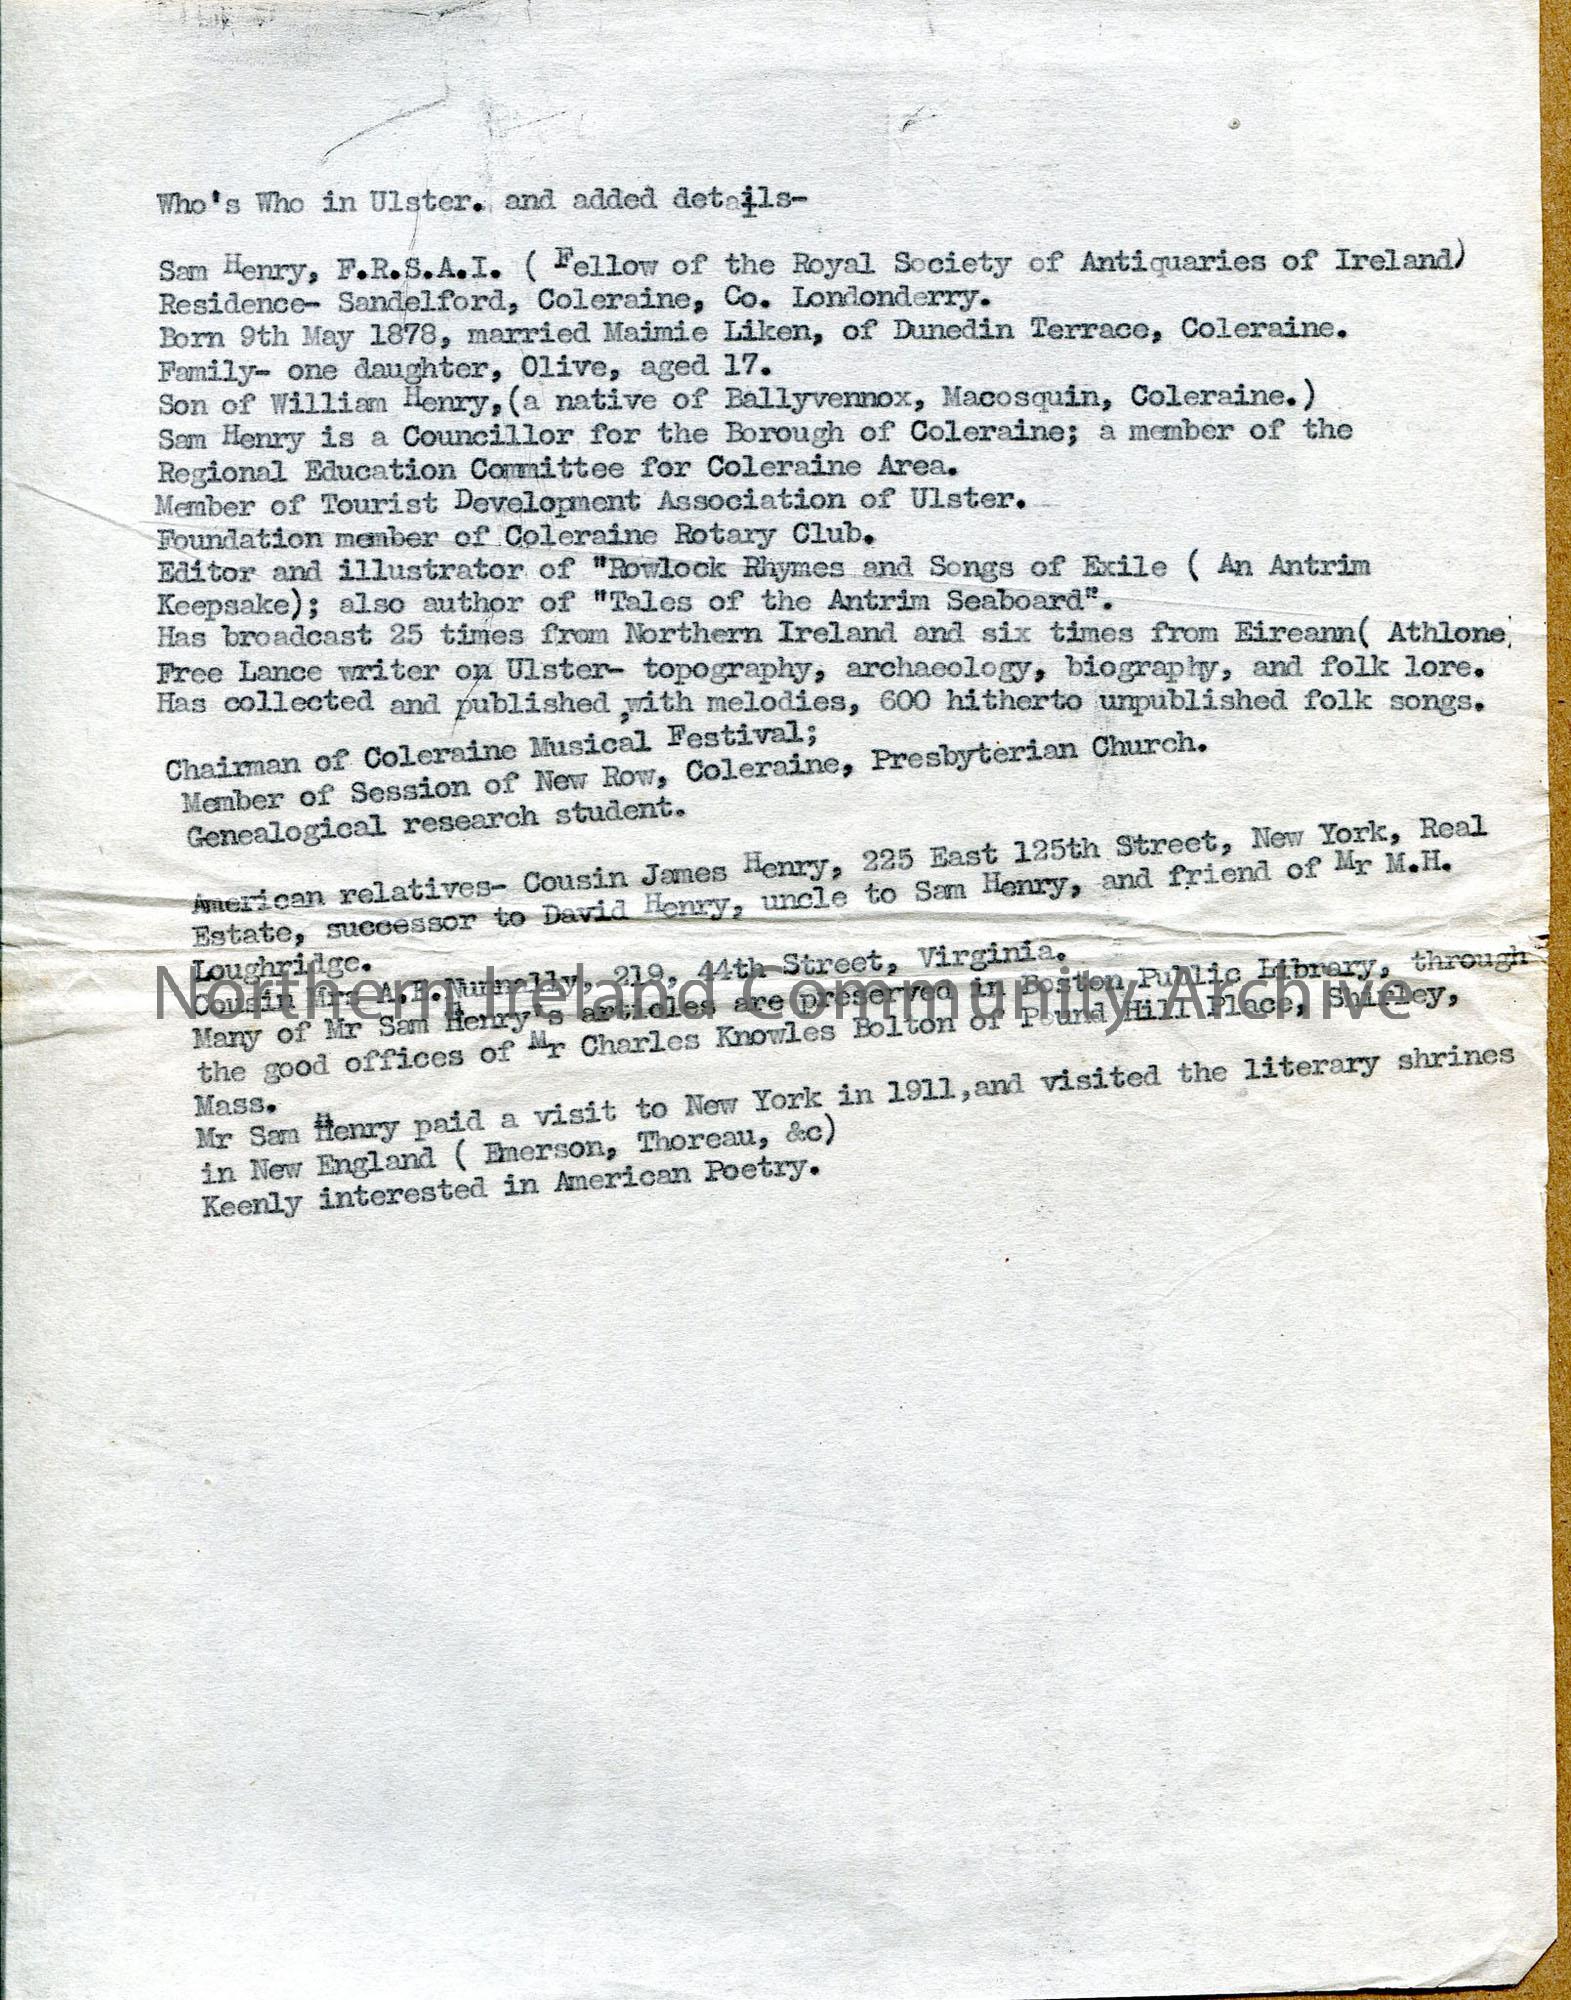 Who's Who in Ulster. and added details-
Sam Henry, F.R.S.A.I. ( Fellow of the Royal Society of Antiquaries of Ireland)
Residence- Sandelford, Coleraine, Co. Londonderry.
Born 9th May 1878, married Maimie Liken, of Dunedin Terrace, Coleraine.
Family- one daughter, Olive, aged 17.
Son of William Henry,(a native of Ballyvennox, Macosquin, Coleraine.)
Sam Henry is a Councillor for the Borough of Coleraine; a member of the
Regional Education Committee for Coleraine Area.
Member of Tourist Development Association of Ulster.
Foundation member of Coleraine Rotary Club.
Editor and illustrator of "Rowlock Rhymes and Songs of Exile ( An Antrim
Keepsake); also author of "Tales of the Antrim Seaboard".
Has broadcast 25 times from Northern Ireland and six times from Eireann( Athlone)
Free Lance writer on Ulster- topography, archaeology, biography, and folk lore.
Has collected and published ,with melodies, 600 hitherto unpublished folk songs.
Chairman of Coleraine Musical Festival;
Member of Session of New Row, Coleraine, Presbyterian Church.
Genealogical research student.
American relatives- Cousin James Henry, 225 East 125th Street, New York, Real
Estate, successor to David Henry, uncle to Sam Henry, and friend of Mr M.H.
Loughridge.
Cousin Mrs A.E.Nunnally, 219, 44th Street, Virginia.
Many of Mr Sam Henry's articles are preserved in Boston Public Library, through
the good offices of Mr Charles Knowles Bolton of Pound Hill Place, Shirley,
Mass.
Mr Sam Henry paid a visit to New York in 1911,and visited the literary shrines
in New England ( Emerson, Thoreau, &c)
Keenly interested in American Poetry.
Northern Ireland Community Archive